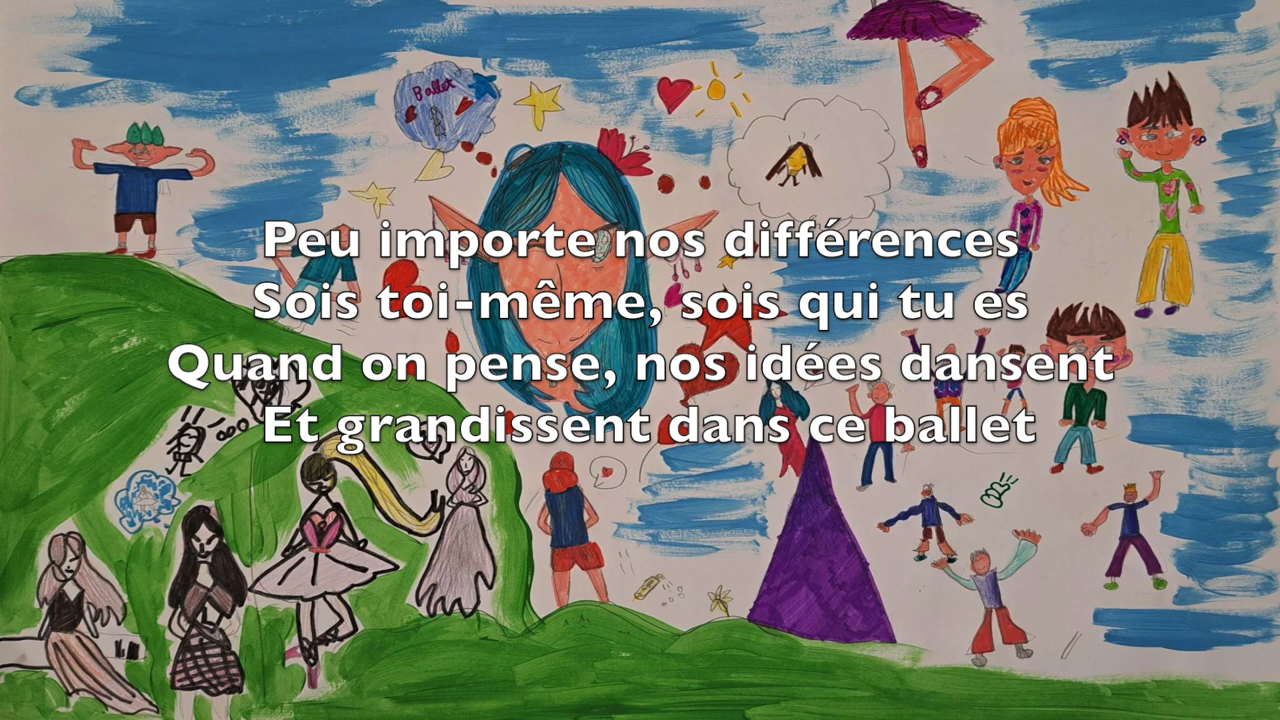 Ballet
Peu importe nos différences
Sois toi-même, sois qui tu es
Quand on pense, nos idées dansent
Et grandissent dans ce ballet